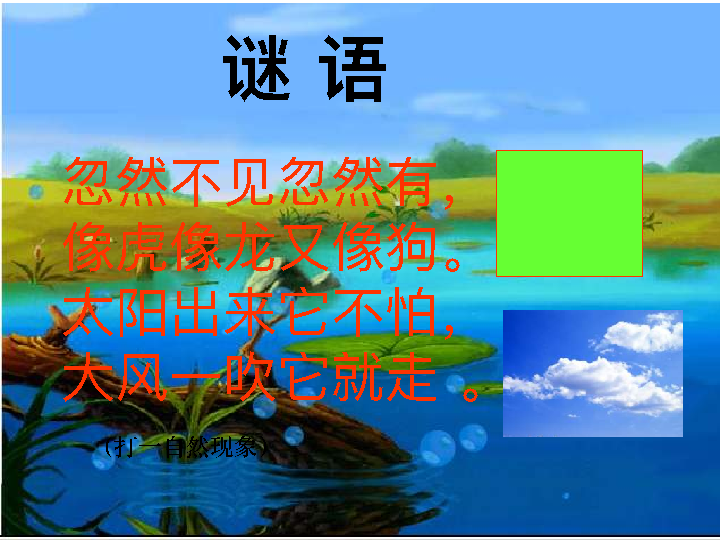 谜 语
忽然不见忽然有，
像虎像龙又像狗。
太阳出来它不怕，
大风一吹它就走 。
（打一自然现象）